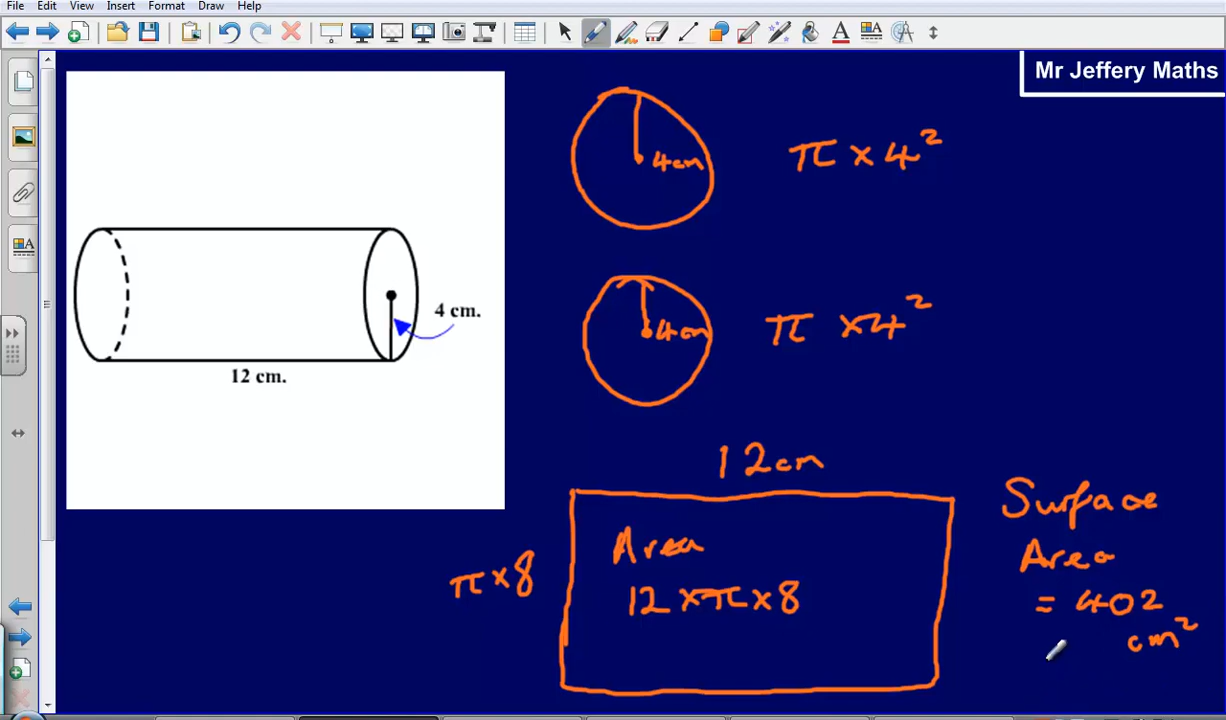 File Edit View Insert Format Draw Help
Mr Jeffery Maths
4cm
π × 4²
4 cm.
12 cm.
4cm
π × 4²
12cm
π × 8
Area
12 × π × 8
Surface
Area
= 402
cm²